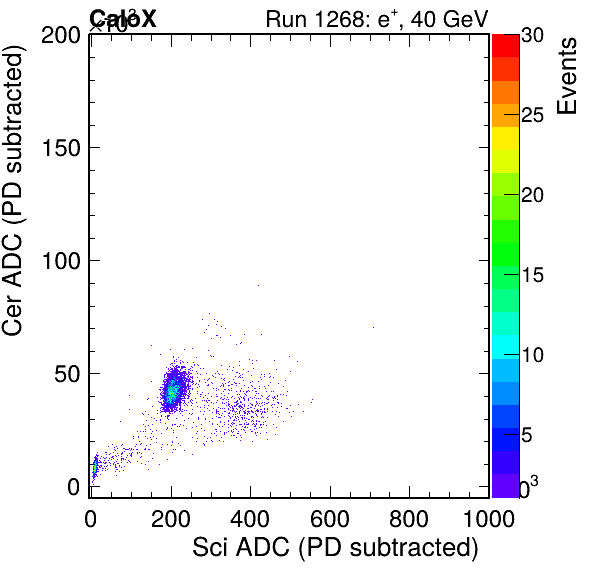 CaloX Run 1268: e+, 40 GeV
×10³
200
150
100
50
0
Cer ADC (PD subtracted)
0 200 400 600 800 1000
Sci ADC (PD subtracted)
30
25
20
15
10
5
0
×10³
Events